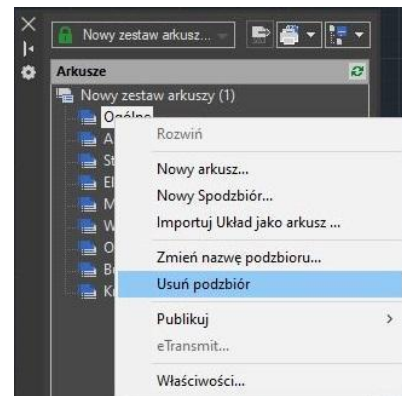 Nowy zestaw arkusz...
Arkusze
Nowy zestaw arkuszy (1)
Ogólne
Rozwiń
Nowy arkusz...
Nowy Spodzbiór...
Importuj Układ jako arkusz ...
Zmień nazwę podzbioru...
Usuń podzbiór
Publikuj
eTransmit...
Właściwości...